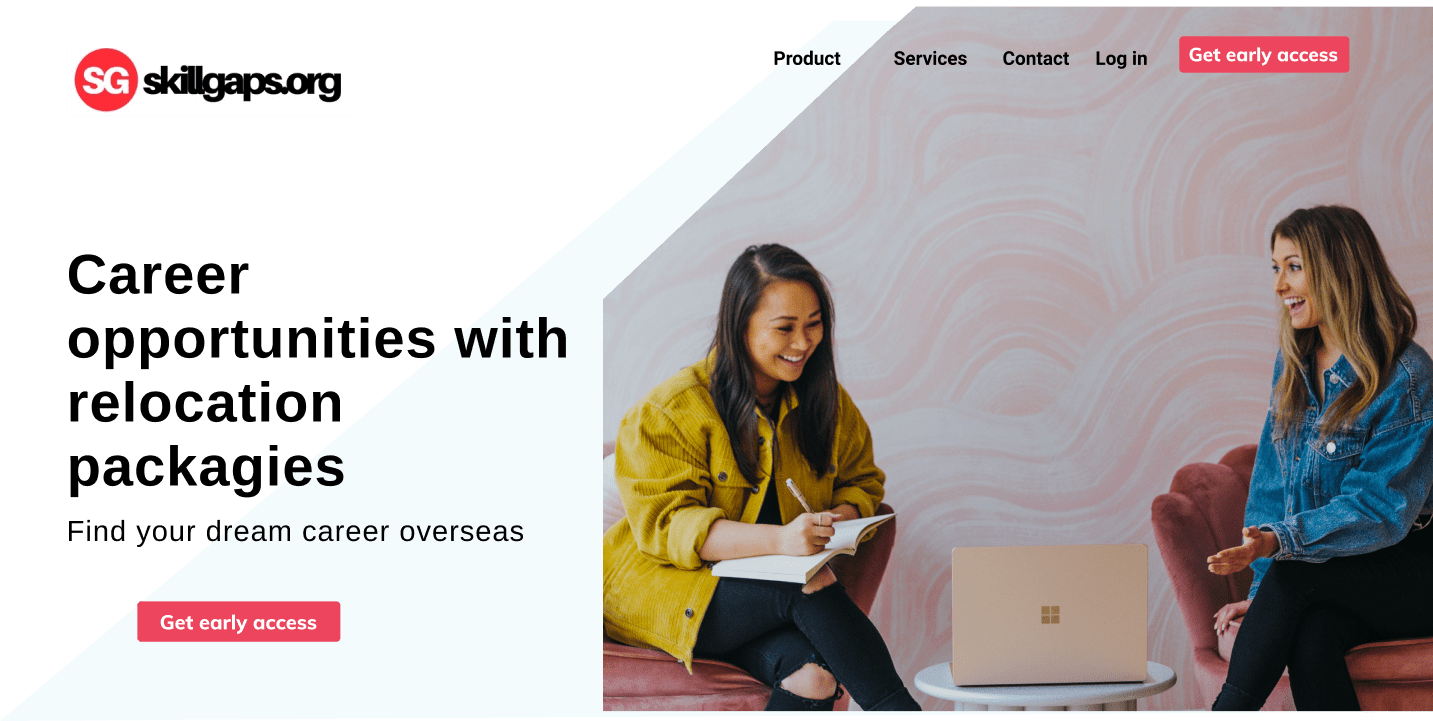 SG skillgaps.org
Product Services Contact Log in Get early access
Career
opportunities with
relocation
packagies
Find your dream career overseas
Get early access